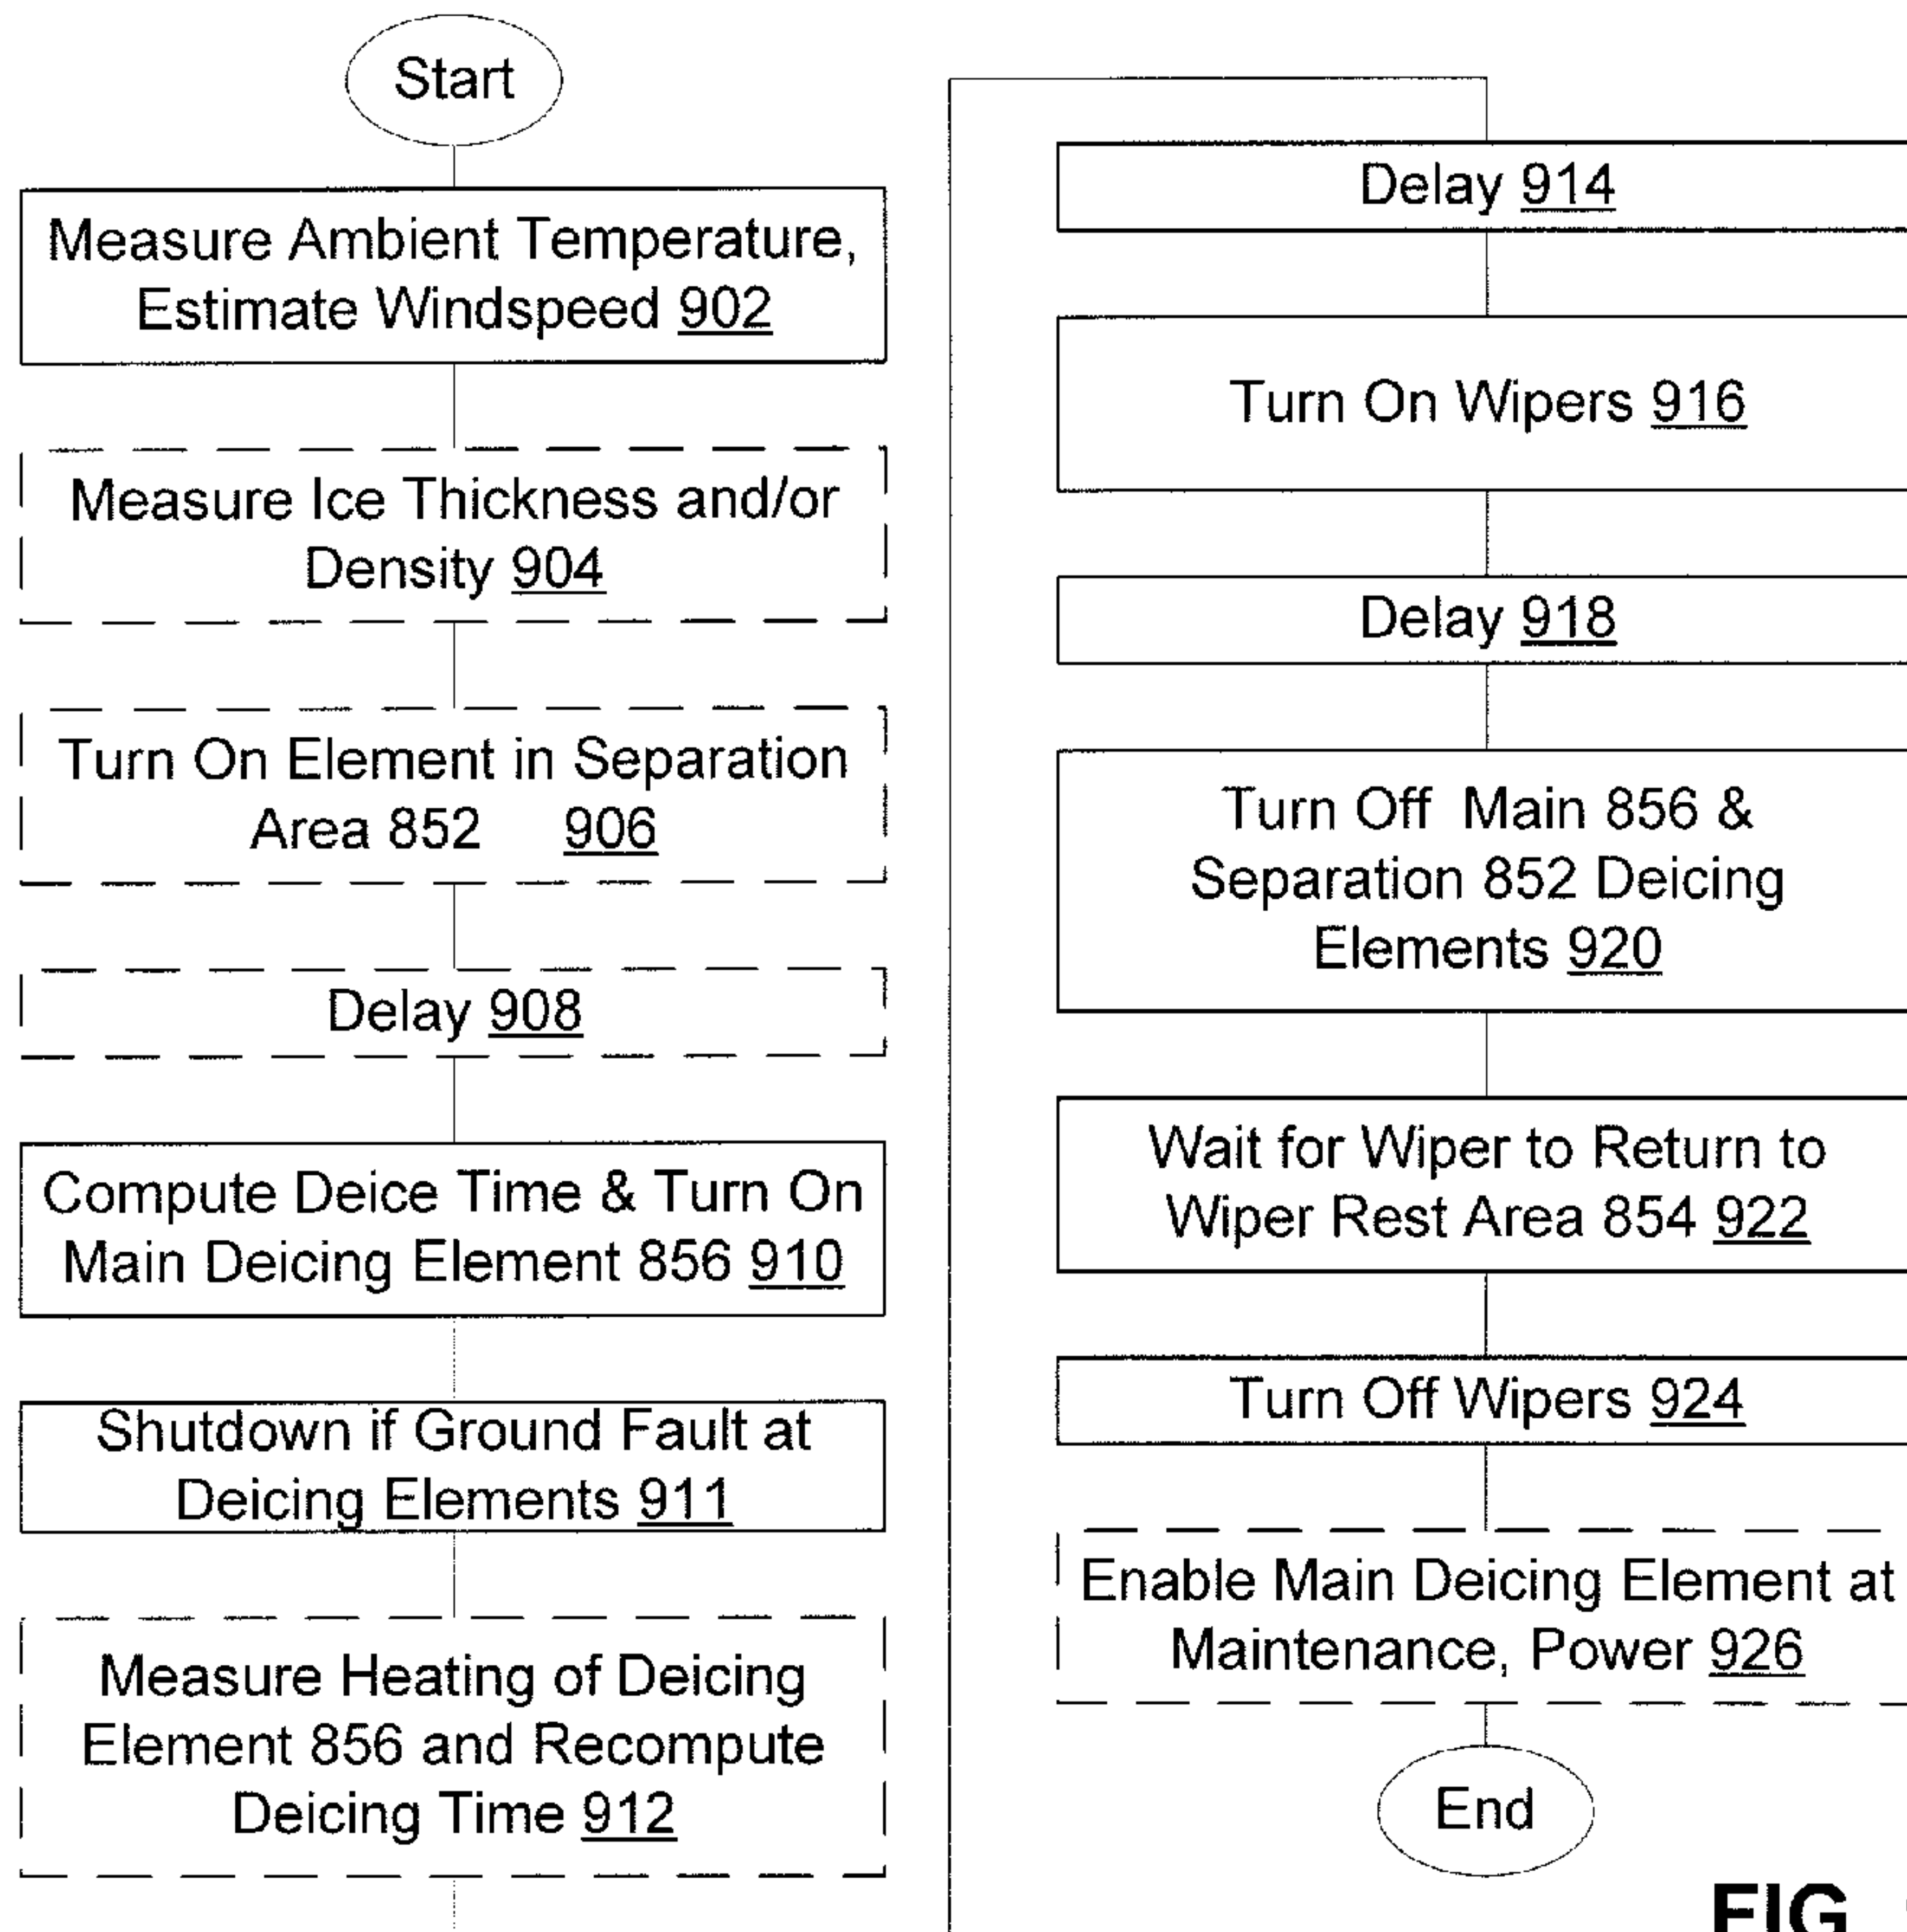 Start
Measure Ambient Temperature,
Estimate Windspeed 902
Measure Ice Thickness and/or
Density 904
Turn On Element in Separation
Area 852 906
Delay 908
Compute Deice Time & Turn On
Main Deicing Element 856 910
Shutdown if Ground Fault at
Deicing Elements 911
Measure Heating of Deicing
Element 856 and Recompute
Deicing Time 912
Delay 914
Turn On Wipers 916
Delay 918
Turn Off Main 856 &
Separation 852 Deicing
Elements 920
Wait for Wiper to Return to
Wiper Rest Area 854 922
Turn Off Wipers 924
Enable Main Deicing Element at
Maintenance, Power 926
End
FIG.